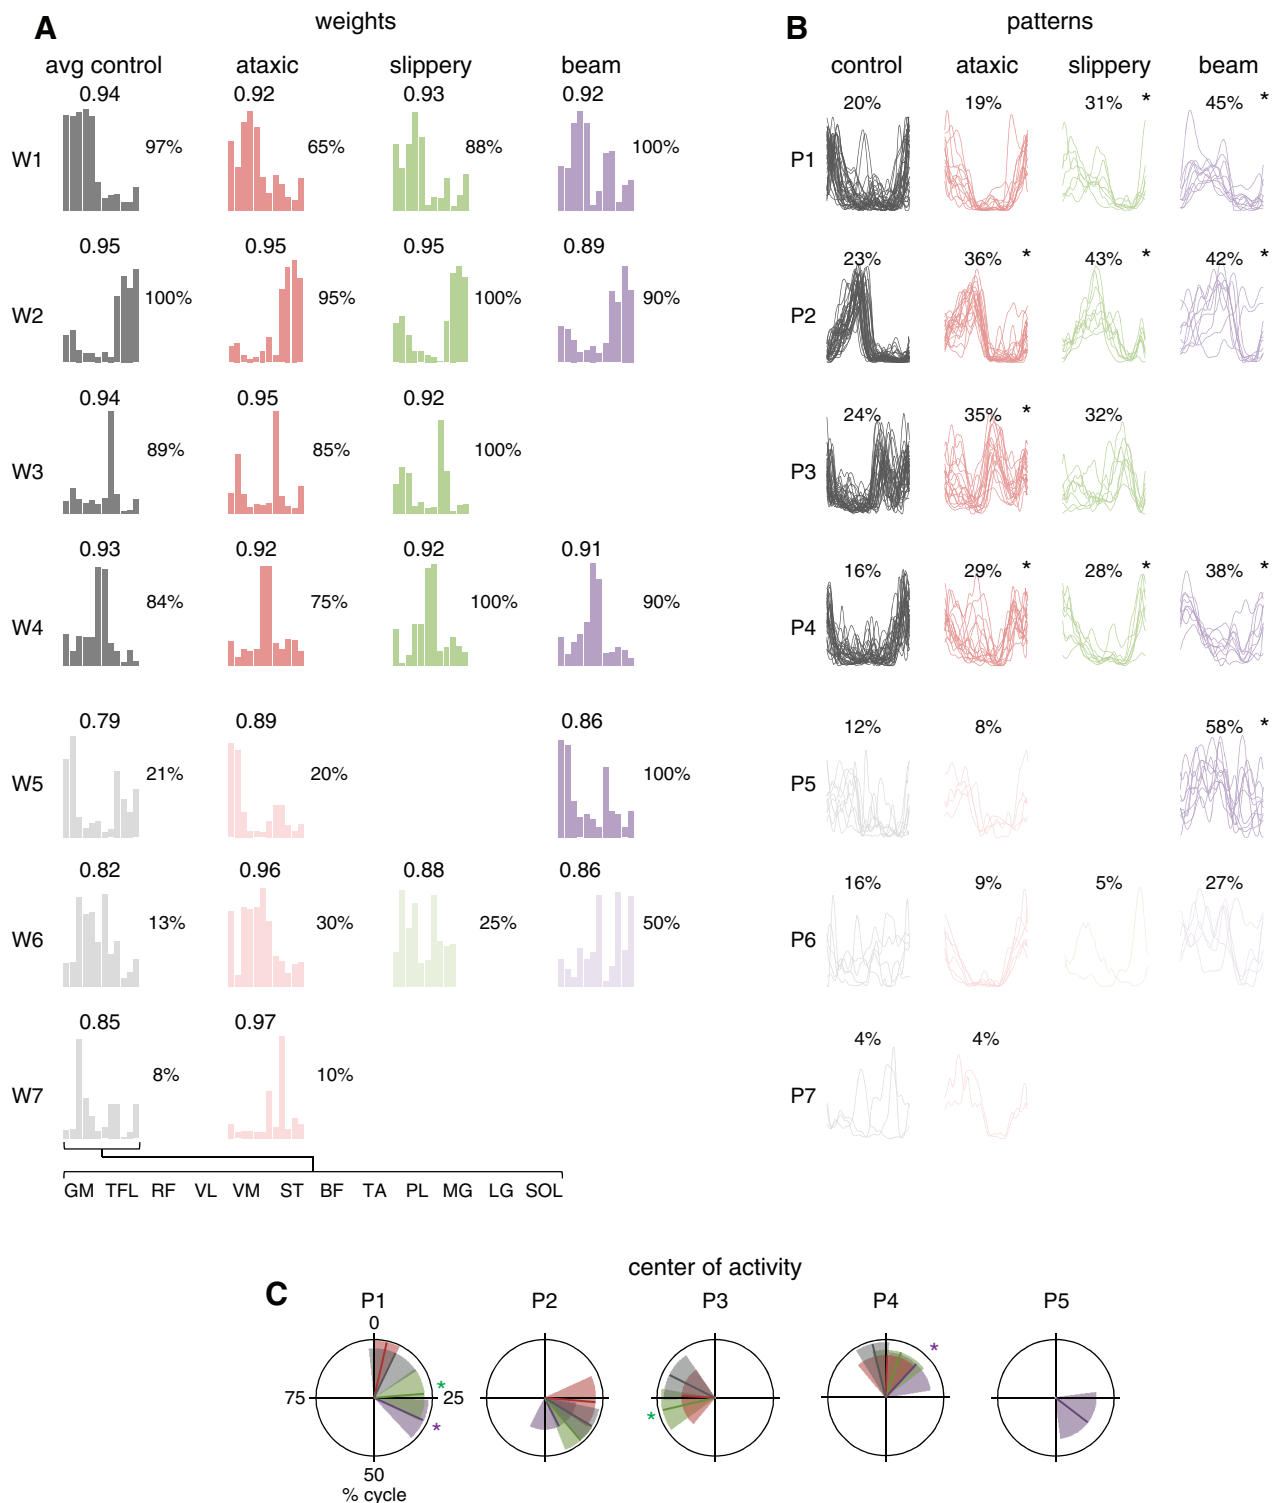 A weights B patterns
avg control ataxic slippery beam control ataxic slippery beam
0.94 0.92 0.93 0.92 20% 19% 31% * 45% *
W1 97% 65% 88% 100% P1
0.95 0.95 0.95 0.89 23% 36% * 43% * 42% *
W2 100% 95% 100% 90% P2
0.94 0.95 0.92 24% 35% * 32%
W3 89% 85% 100% P3
0.93 0.92 0.92 0.91 16% 29% * 28% * 38% *
W4 84% 75% 100% 90% P4
0.79 0.89 0.86 12% 8% 58% *
W5 21% 20% 100% P5
0.82 0.96 0.88 0.86 16% 9% 5% 27%
W6 13% 30% 25% 50% P6
0.85 0.97 4% 4%
W7 8% 10% P7
GM TFL RF VL VM ST BF TA PL MG LG SOL
center of activity
C P1 P2 P3 P4 P5
0
*
*
75 25
*
*
50
% cycle